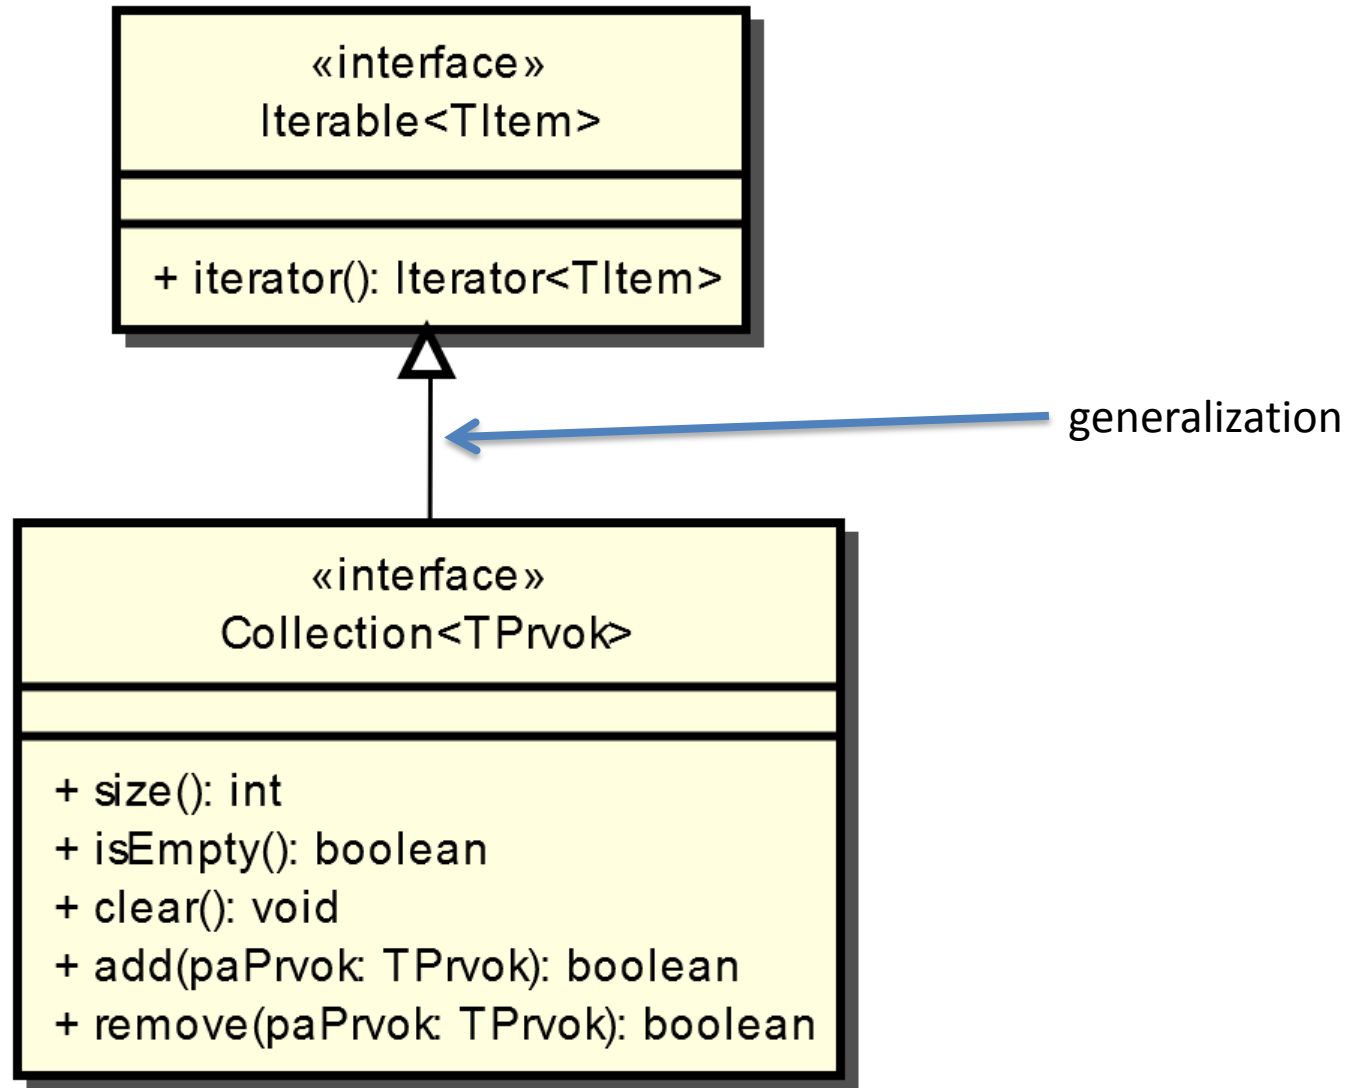 «interface»
Iterable<TItem>
+ iterator(): Iterator<TItem>
generalization
«interface»
Collection<TPrvok>
+ size(): int
+ isEmpty(): boolean
+ clear(): void
+ add(paPrvok: TPrvok): boolean
+ remove(paPrvok: TPrvok): boolean